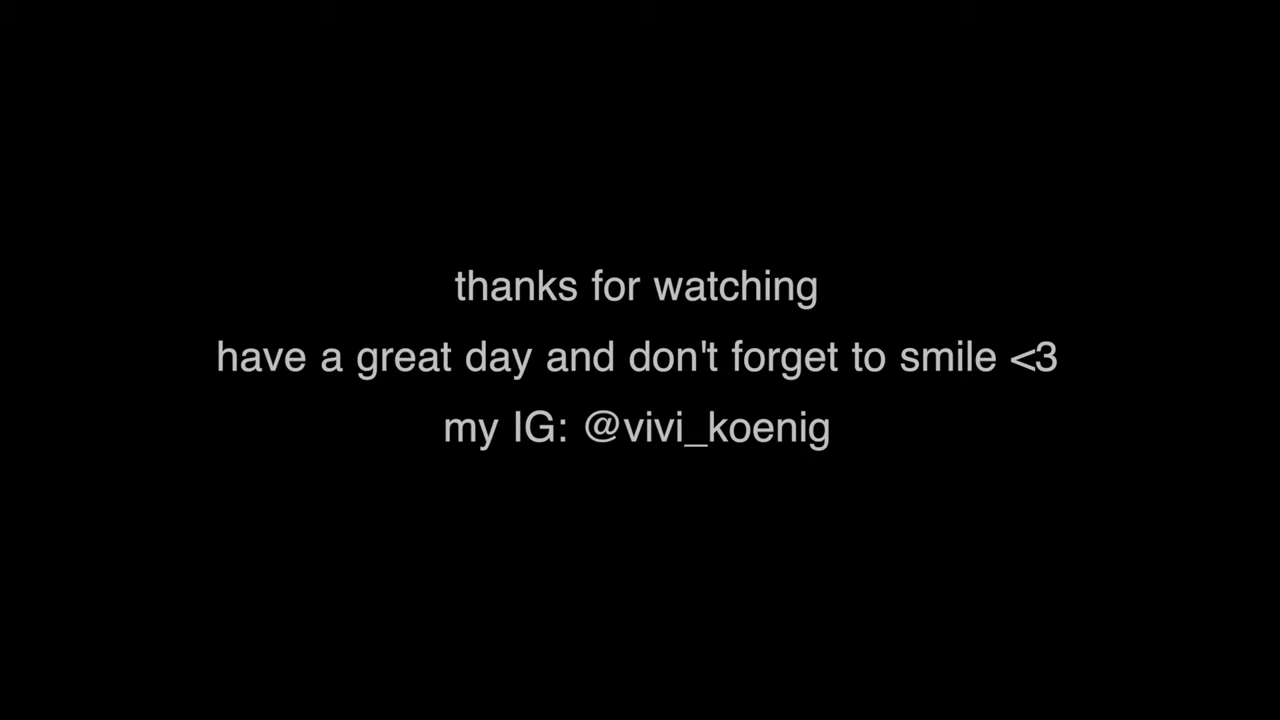 thanks for watching
have a great day and don't forget to smile <3
my IG: @vivi_koenig